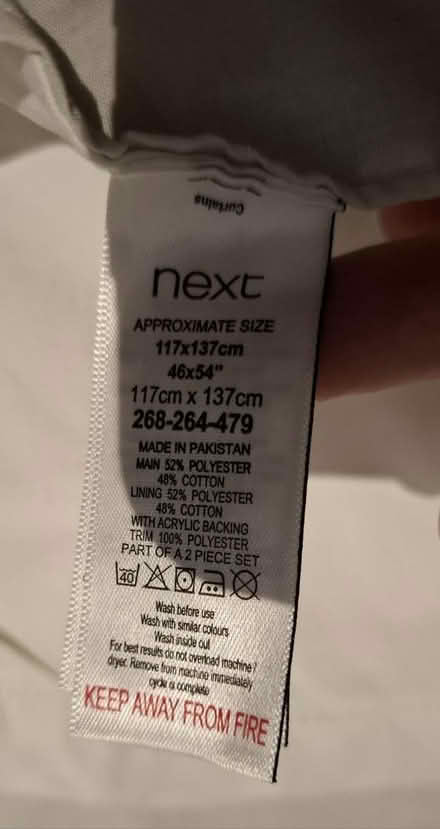 Curtains
next
APPROXIMATE SIZE
117x137cm
46x54"
117cm x 137cm
268-264-479
MADE IN PAKISTAN
MAIN 52% POLYESTER
48% COTTON
LINING 52% POLYESTER
48% COTTON
WITH ACRYLIC BACKING
TRIM 100% POLYESTER
PART OF A 2 PIECE SET
40
Wash before use
Wash with similar colours
Wash inside out
For best results do not overload machine /
dryer. Remove from machine immediately
cycle is complete
KEEP AWAY FROM FIRE